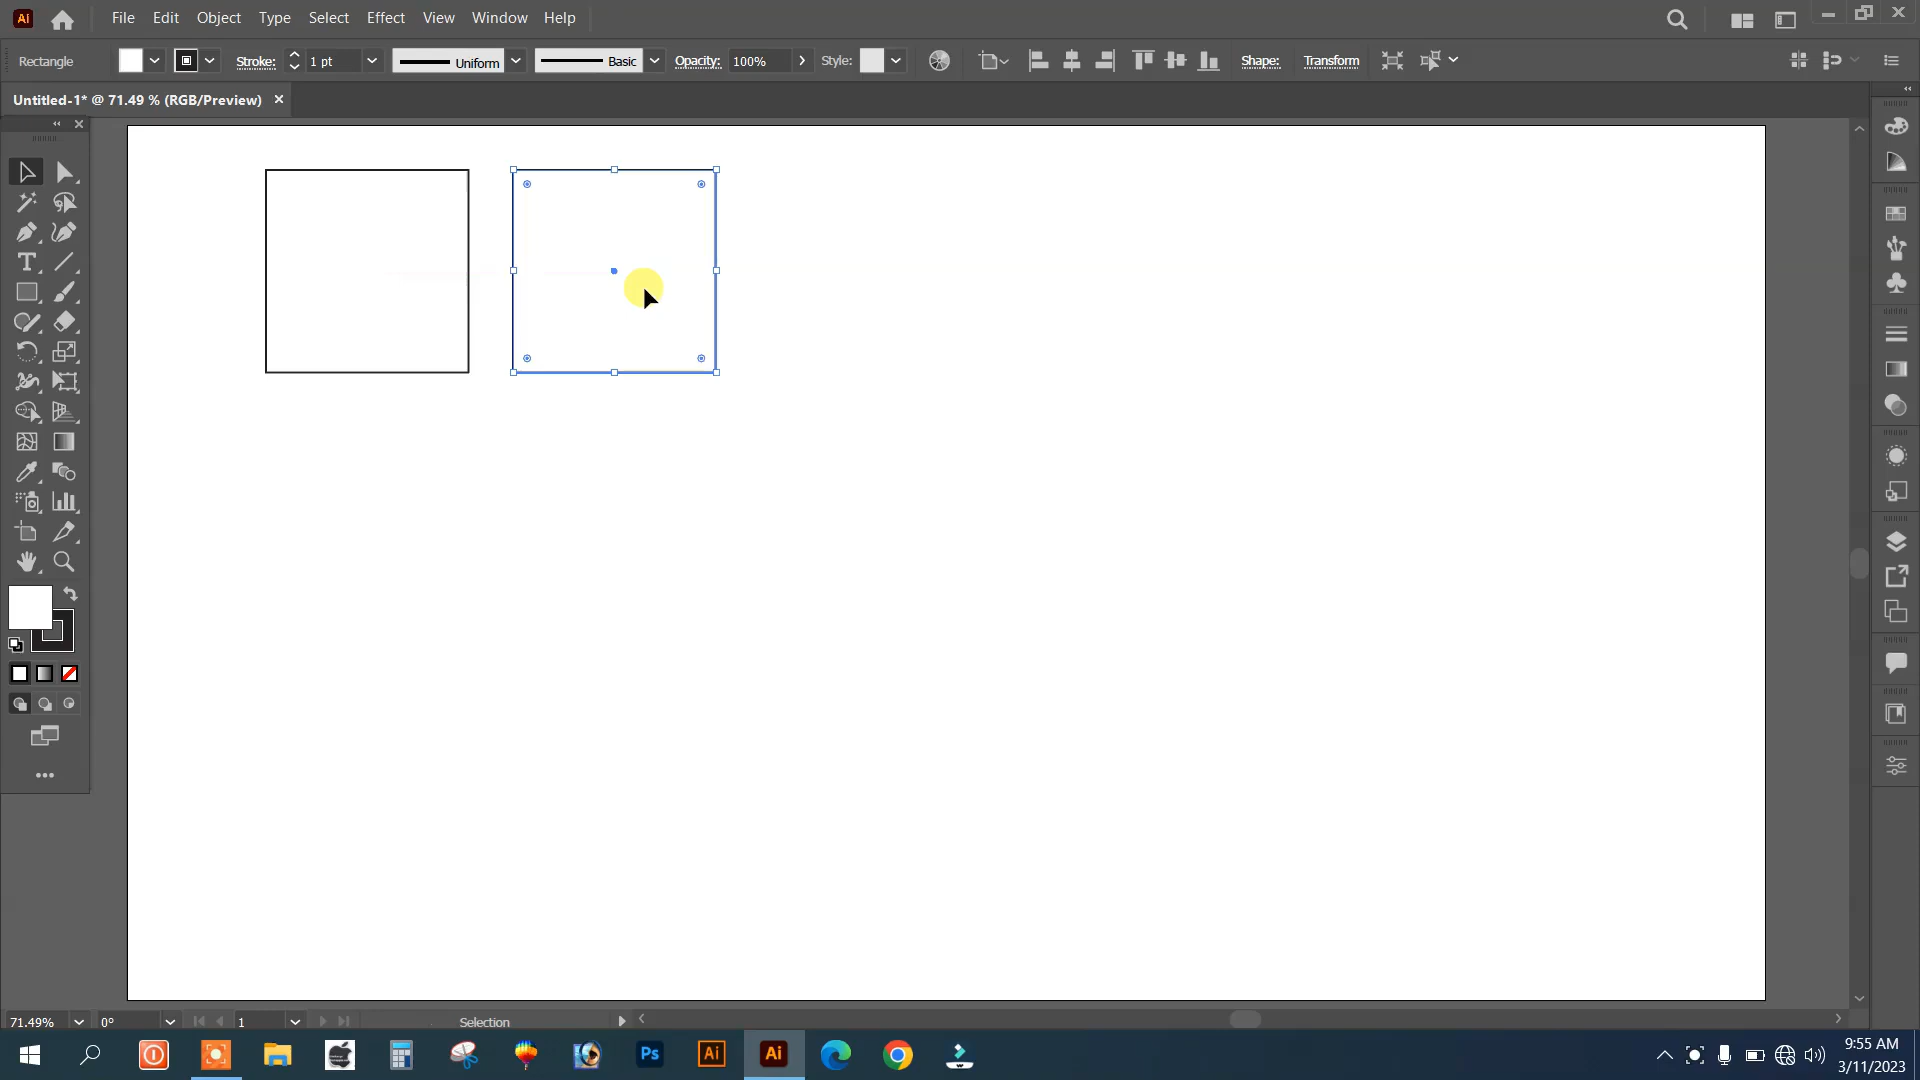 Ai File Edit Object Type Select Effect View Window Help
Rectangle Stroke: 1 pt Uniform Basic Opacity: 100% Style: Shape: Transform
Untitled-1* @ 71.49 % (RGB/Preview)
71.49% 0° 1 Selection
Ps Ai Ai
9:55 AM
3/11/2023